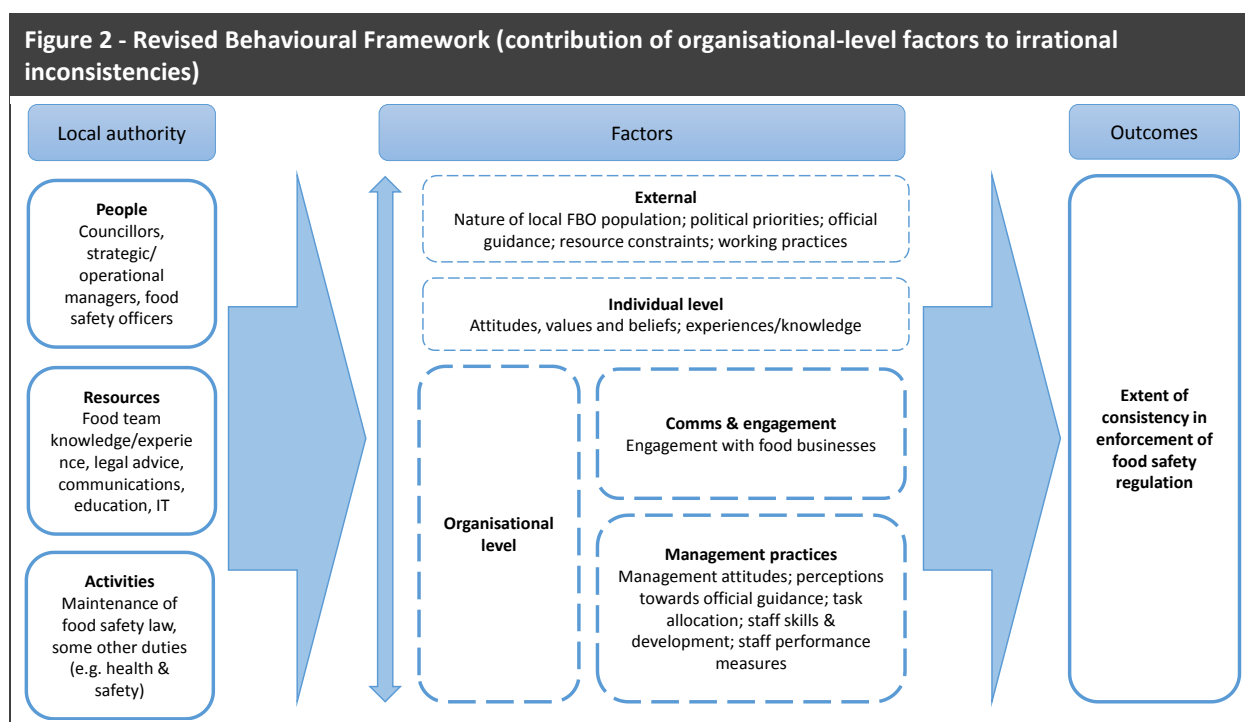 Figure 2 - Revised Behavioural Framework (contribution of organisational-level factors to irrational
inconsistencies)
Local authority
People
Councillors,
strategic/
operational
managers, food
safety officers
Resources
Food team
knowledge/experie
nce, legal advice,
communications,
education, IT
Activities
Maintenance of
food safety law,
some other duties
(e.g. health &
safety)
Factors
External
Nature of local FBO population; political priorities; official
guidance; resource constraints; working practices
Individual level
Attitudes, values and beliefs; experiences/knowledge
Organisational
level
Comms & engagement
Engagement with food businesses
Management practices
Management attitudes; perceptions
towards official guidance; task
allocation; staff skills &
development; staff performance
measures
Outcomes
Extent of
consistency in
enforcement of
food safety
regulation